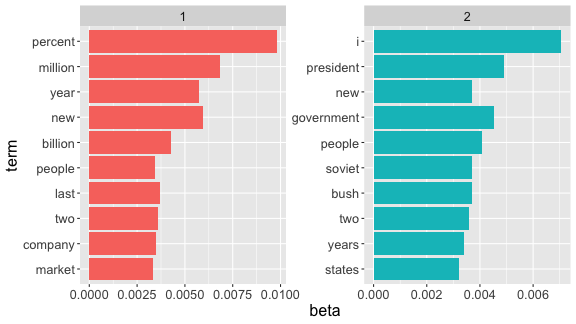 1
2
term
percent
million
year
new
billion
people
last
two
company
market
0.0000 0.0025 0.0050 0.0075 0.0100
i
president
new
government
people
soviet
bush
two
years
states
0.000 0.002 0.004 0.006
beta